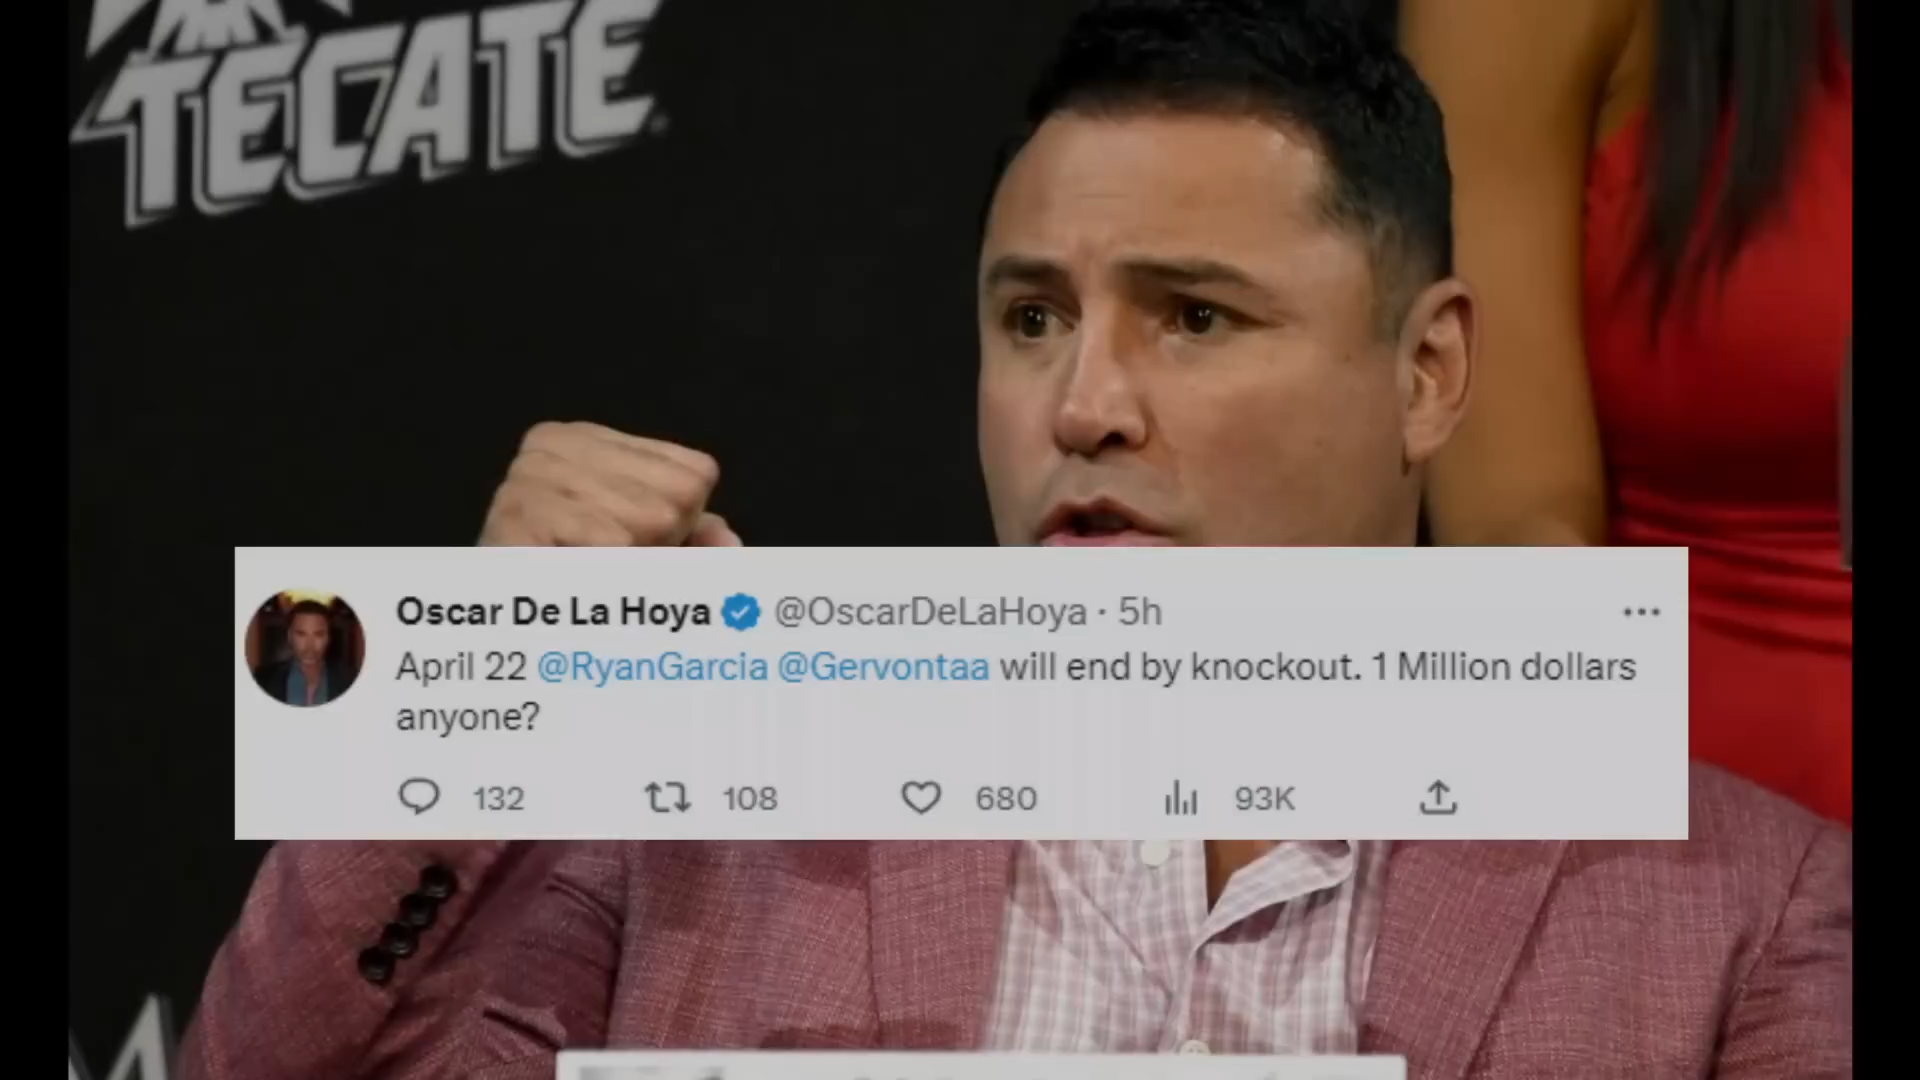 TECATE
Oscar De La Hoya @OscarDeLaHoya · 5h
April 22 @RyanGarcia @Gervontaa will end by knockout. 1 Million dollars
anyone?
132 108 680 93K